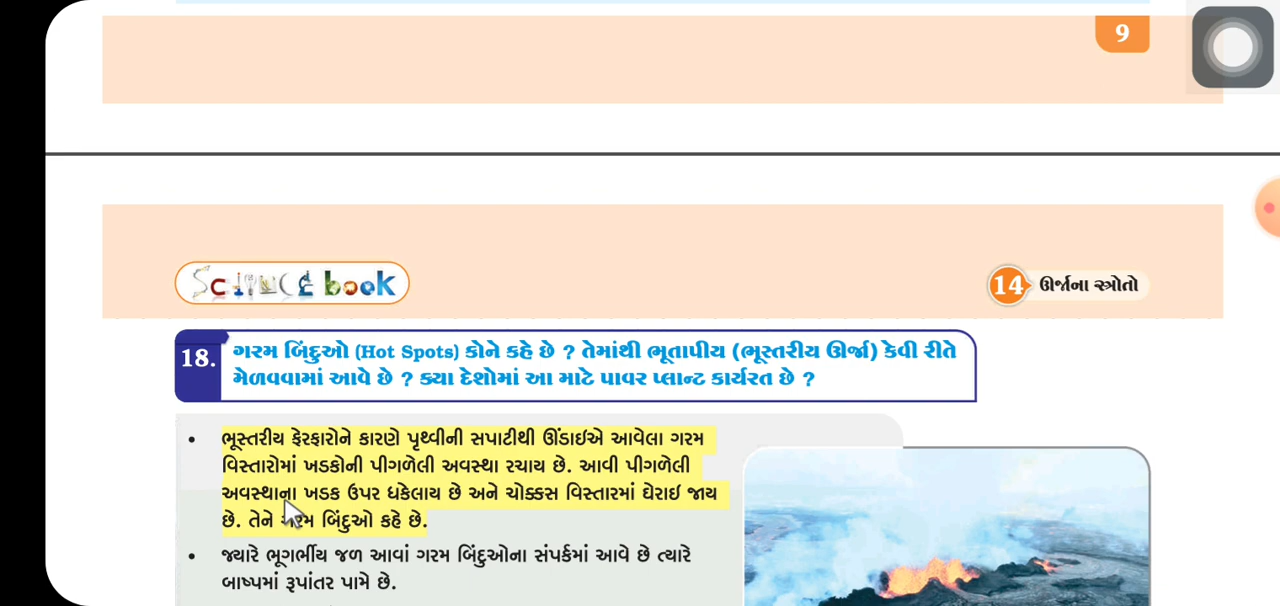 9
Science book
14 ઊર્જાના સ્ત્રોતો
18. ગરમ બિંદુઓ (Hot Spots) કોને કહે છે ? તેમાંથી ભૂતાપીય (ભૂસ્તરીય ઊર્જા) કેવી રીતે
મેળવવામાં આવે છે ? ક્યા દેશોમાં આ માટે પાવર પ્લાન્ટ કાર્યરત છે ?
• ભૂસ્તરીય ફેરફારોને કારણે પૃથ્વીની સપાટીથી ઊંડાઈએ આવેલા ગરમ
વિસ્તારોમાં ખડકોની પીગળેલી અવસ્થા રચાય છે. આવી પીગળેલી
અવસ્થાના ખડક ઉપર ધકેલાય છે અને ચોક્કસ વિસ્તારમાં ઘેરાઈ જાય
છે. તેને ગરમ બિંદુઓ કહે છે.
• જ્યારે ભૂગર્ભીય જળ આવાં ગરમ બિંદુઓના સંપર્કમાં આવે છે ત્યારે
બાષ્પમાં રૂપાંતર પામે છે.